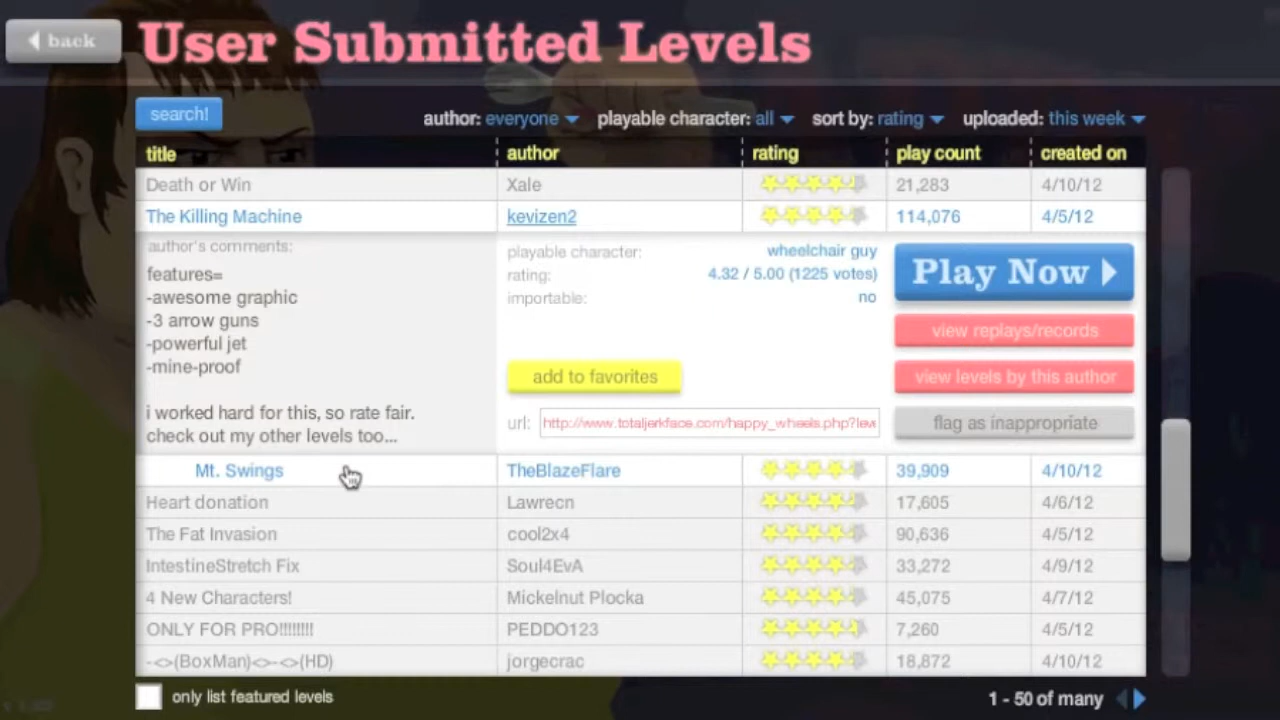 back
User Submitted Levels
search!
author: everyone playable character: all sort by: rating uploaded: this week
title author rating play count created on
Death or Win Xale 21,283 4/10/12
The Killing Machine kevizen2 114,076 4/5/12
author's comments:
features=
-awesome graphic
-3 arrow guns
-powerful jet
-mine-proof
i worked hard for this, so rate fair.
check out my other levels too...
playable character: wheelchair guy
rating: 4.32 / 5.00 (1225 votes)
importable: no
add to favorites
url: http://www.totaljerkface.com/happy_wheels.php?lev
Play Now
view replays/records
view levels by this author
flag as inappropriate
Mt. Swings TheBlazeFlare 39,909 4/10/12
Heart donation Lawrecn 17,605 4/6/12
The Fat Invasion cool2x4 90,636 4/5/12
IntestineStretch Fix Soul4EvA 33,272 4/9/12
4 New Characters! Mickelnut Plocka 45,075 4/7/12
ONLY FOR PRO!!!!!!!! PEDDO123 7,260 4/5/12
-<>(BoxMan)<>-<>(HD) jorgecrac 18,872 4/10/12
only list featured levels
1 - 50 of many